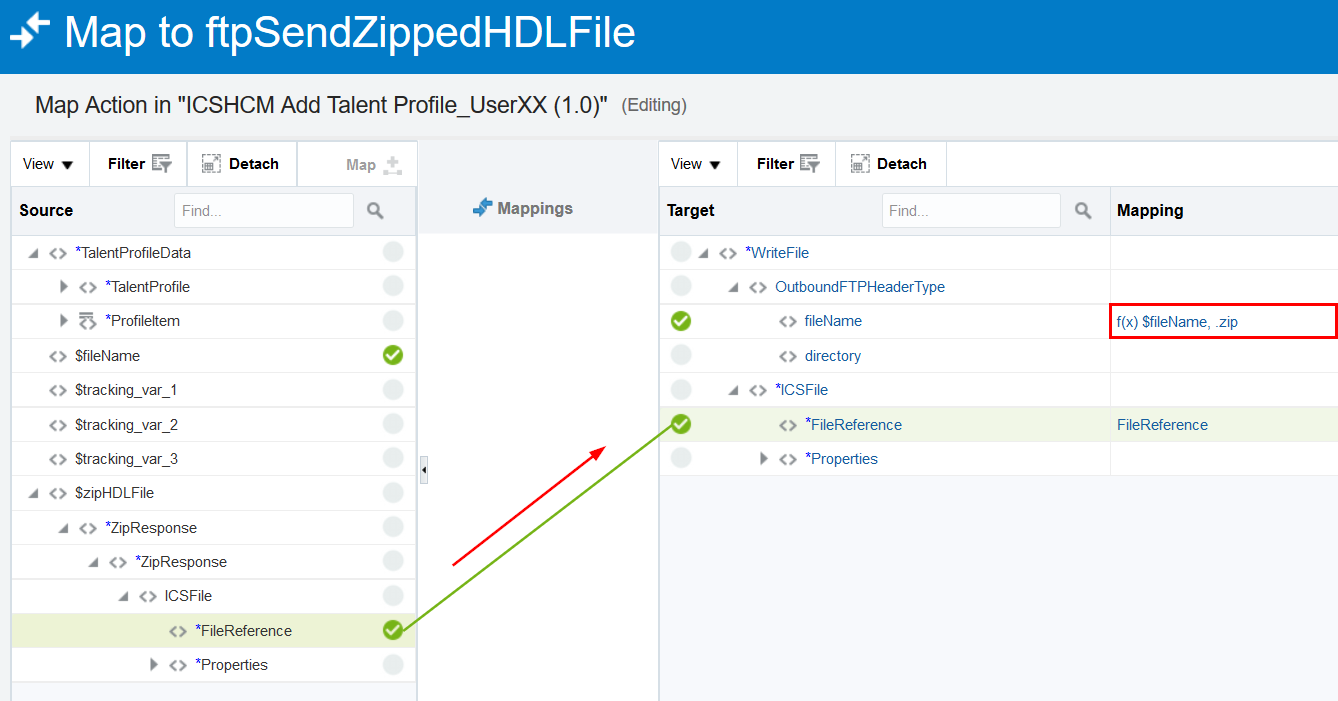 Map to ftpSendZippedHDLFile
Map Action in "ICSHCM Add Talent Profile_UserXX (1.0)" (Editing)
View Filter Detach Map
Source Find...
*TalentProfileData
*TalentProfile
*ProfileItem
$fileName
$tracking_var_1
$tracking_var_2
$tracking_var_3
$zipHDLFile
*ZipResponse
*ZipResponse
ICSFile
*FileReference
*Properties
Mappings
View Filter Detach
Target Find... Mapping
*WriteFile
OutboundFTPHeaderType
fileName f(x) $fileName, .zip
directory
*ICSFile
*FileReference FileReference
*Properties